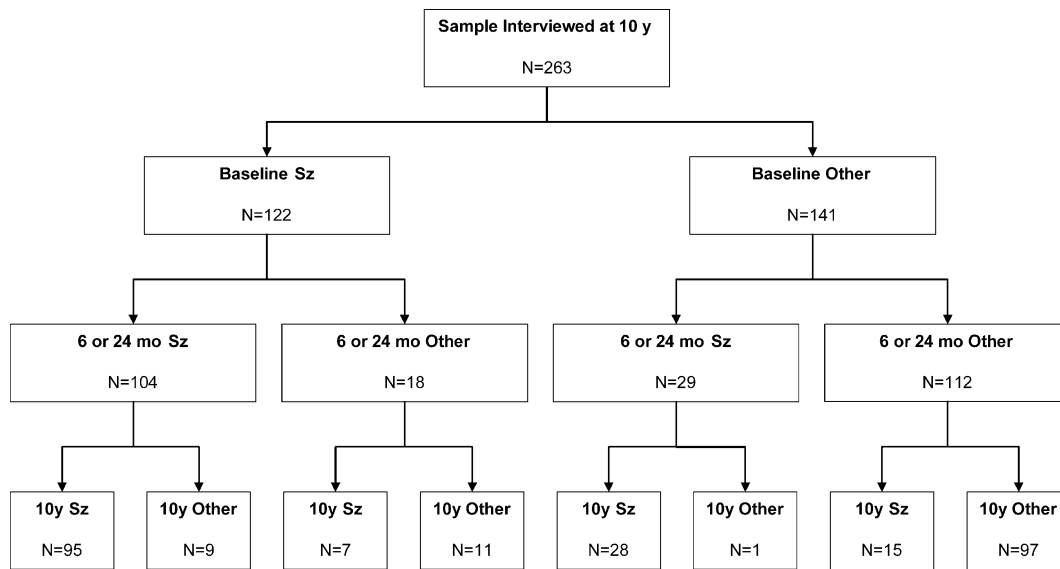 Sample Interviewed at 10 y
N=263
Baseline Sz
N=122
Baseline Other
N=141
6 or 24 mo Sz
N=104
6 or 24 mo Other
N=18
6 or 24 mo Sz
N=29
6 or 24 mo Other
N=112
10y Sz
N=95
10y Other
N=9
10y Sz
N=7
10y Other
N=11
10y Sz
N=28
10y Other
N=1
10y Sz
N=15
10y Other
N=97